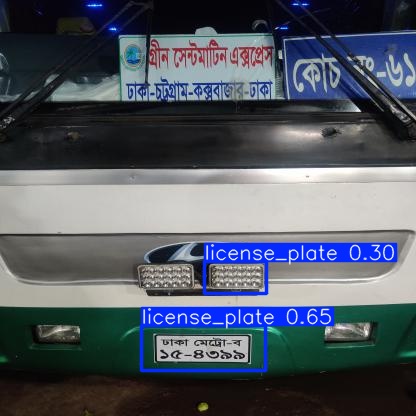 গ্রীন সেন্টমার্টিন এক্সপ্রেস
ঢাকা-চট্টগ্রাম-কক্সবাজার-ঢাকা
কোচ নং-৬১
license_plate 0.30
license_plate 0.65
ঢাকা মেট্রো-ব
১৫-৪৩৯৯